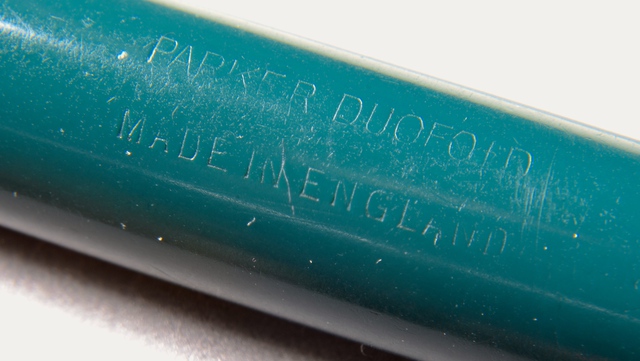 PARKER DUOFOLD
MADE IN ENGLAND